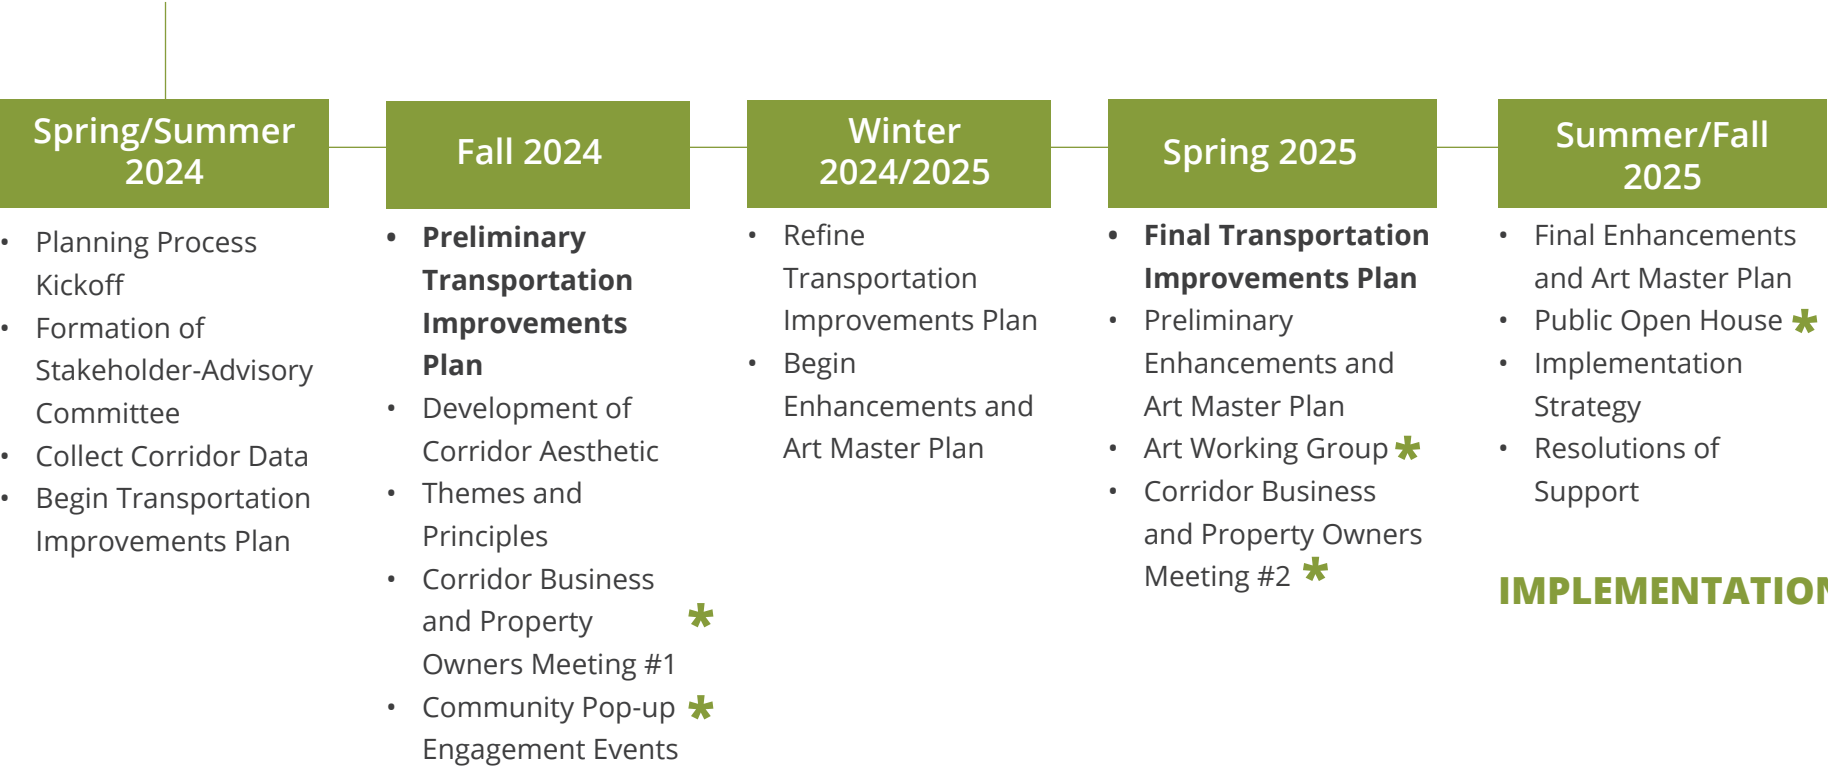 Spring/Summer
2024
• Planning Process
Kickoff
• Formation of
Stakeholder-Advisory
Committee
• Collect Corridor Data
• Begin Transportation
Improvements Plan
Fall 2024
• Preliminary
Transportation
Improvements
Plan
• Development of
Corridor Aesthetic
• Themes and
Principles
• Corridor Business
and Property *
Owners Meeting #1
• Community Pop-up *
Engagement Events
Winter
2024/2025
• Refine
Transportation
Improvements Plan
• Begin
Enhancements and
Art Master Plan
Spring 2025
• Final Transportation
Improvements Plan
• Preliminary
Enhancements and
Art Master Plan
• Art Working Group *
• Corridor Business
and Property Owners
Meeting #2 *
Summer/Fall
2025
• Final Enhancements
and Art Master Plan
• Public Open House *
• Implementation
Strategy
• Resolutions of
Support
IMPLEMENTATION